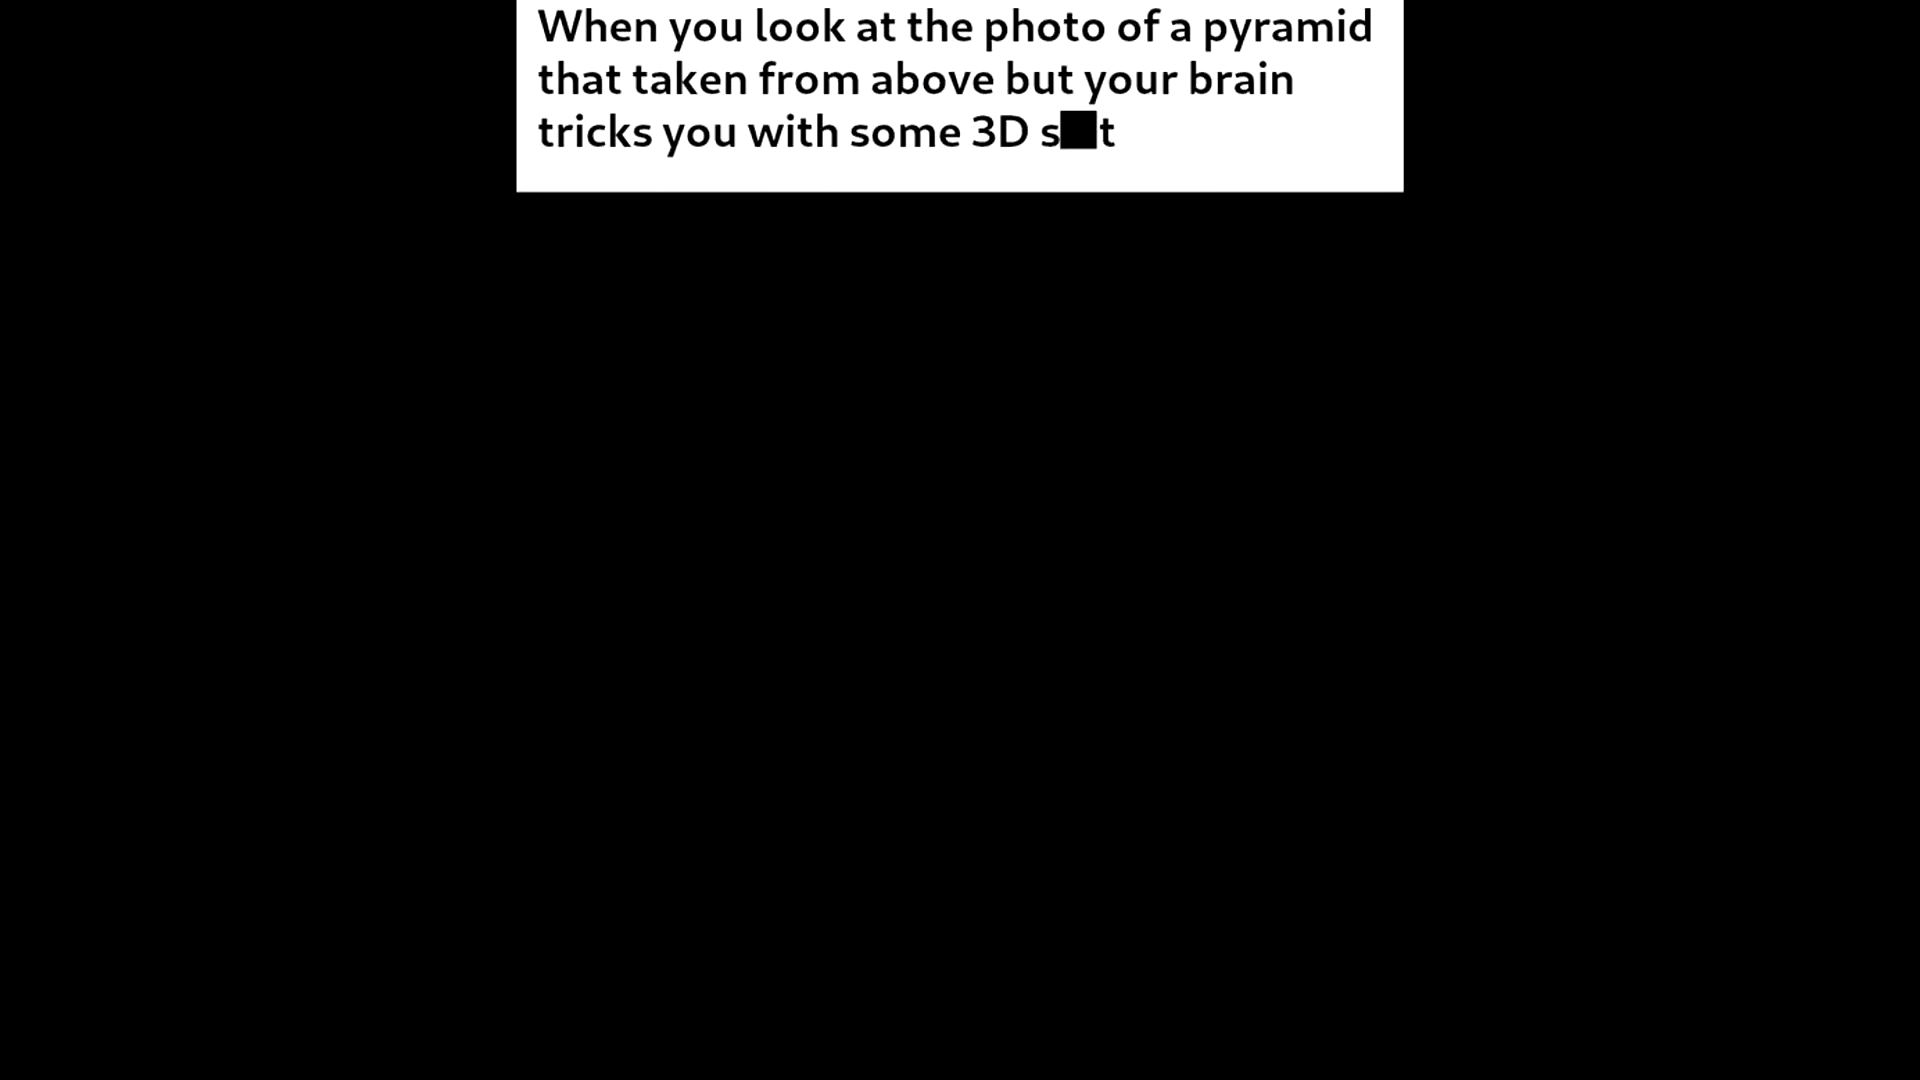 When you look at the photo of a pyramid
that taken from above but your brain
tricks you with some 3D s■t